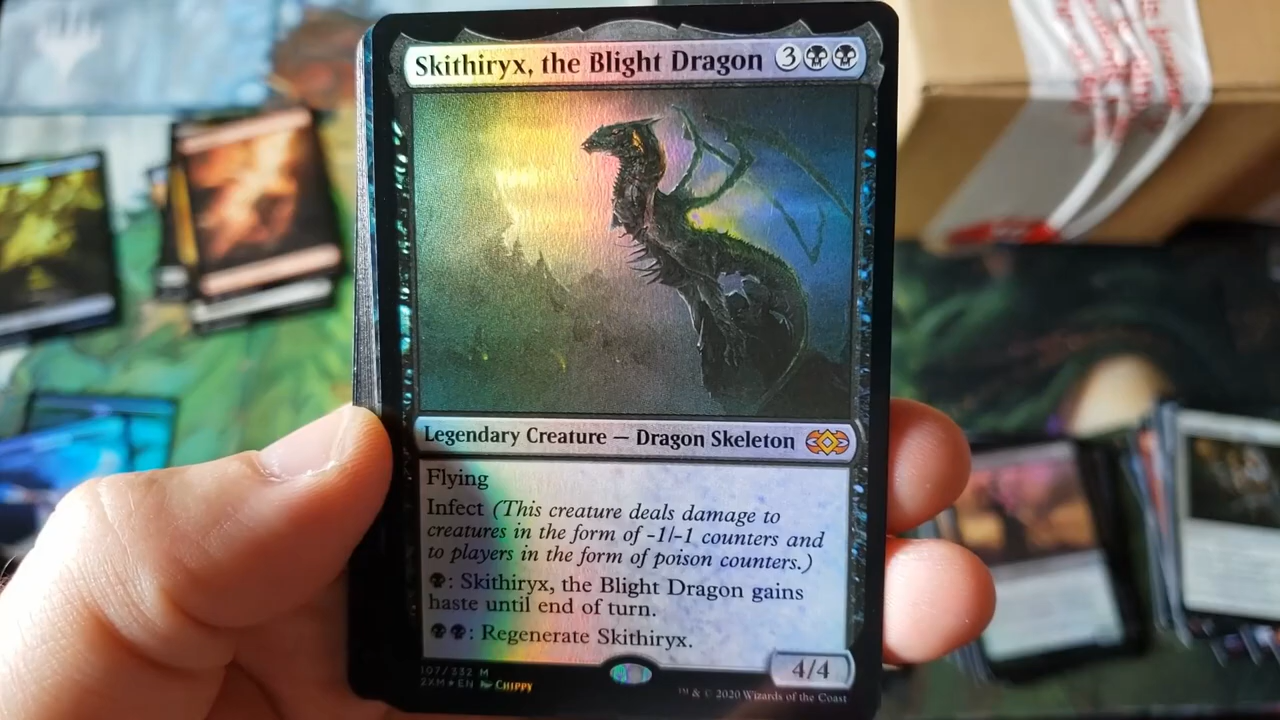 Skithiryx, the Blight Dragon 3
Legendary Creature — Dragon Skeleton
Flying
Infect (This creature deals damage to
creatures in the form of -1/-1 counters and
to players in the form of poison counters.)
: Skithiryx, the Blight Dragon gains
haste until end of turn.
: Regenerate Skithiryx.
4/4
107/332 M
2XM ★ EN Chippy
™ & © 2020 Wizards of the Coast